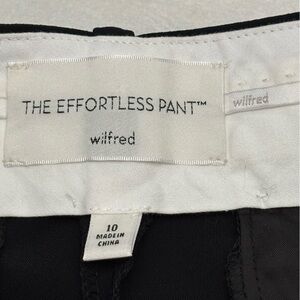 THE EFFORTLESS PANT™
wilfred
wilfred
10
MADE IN
CHINA